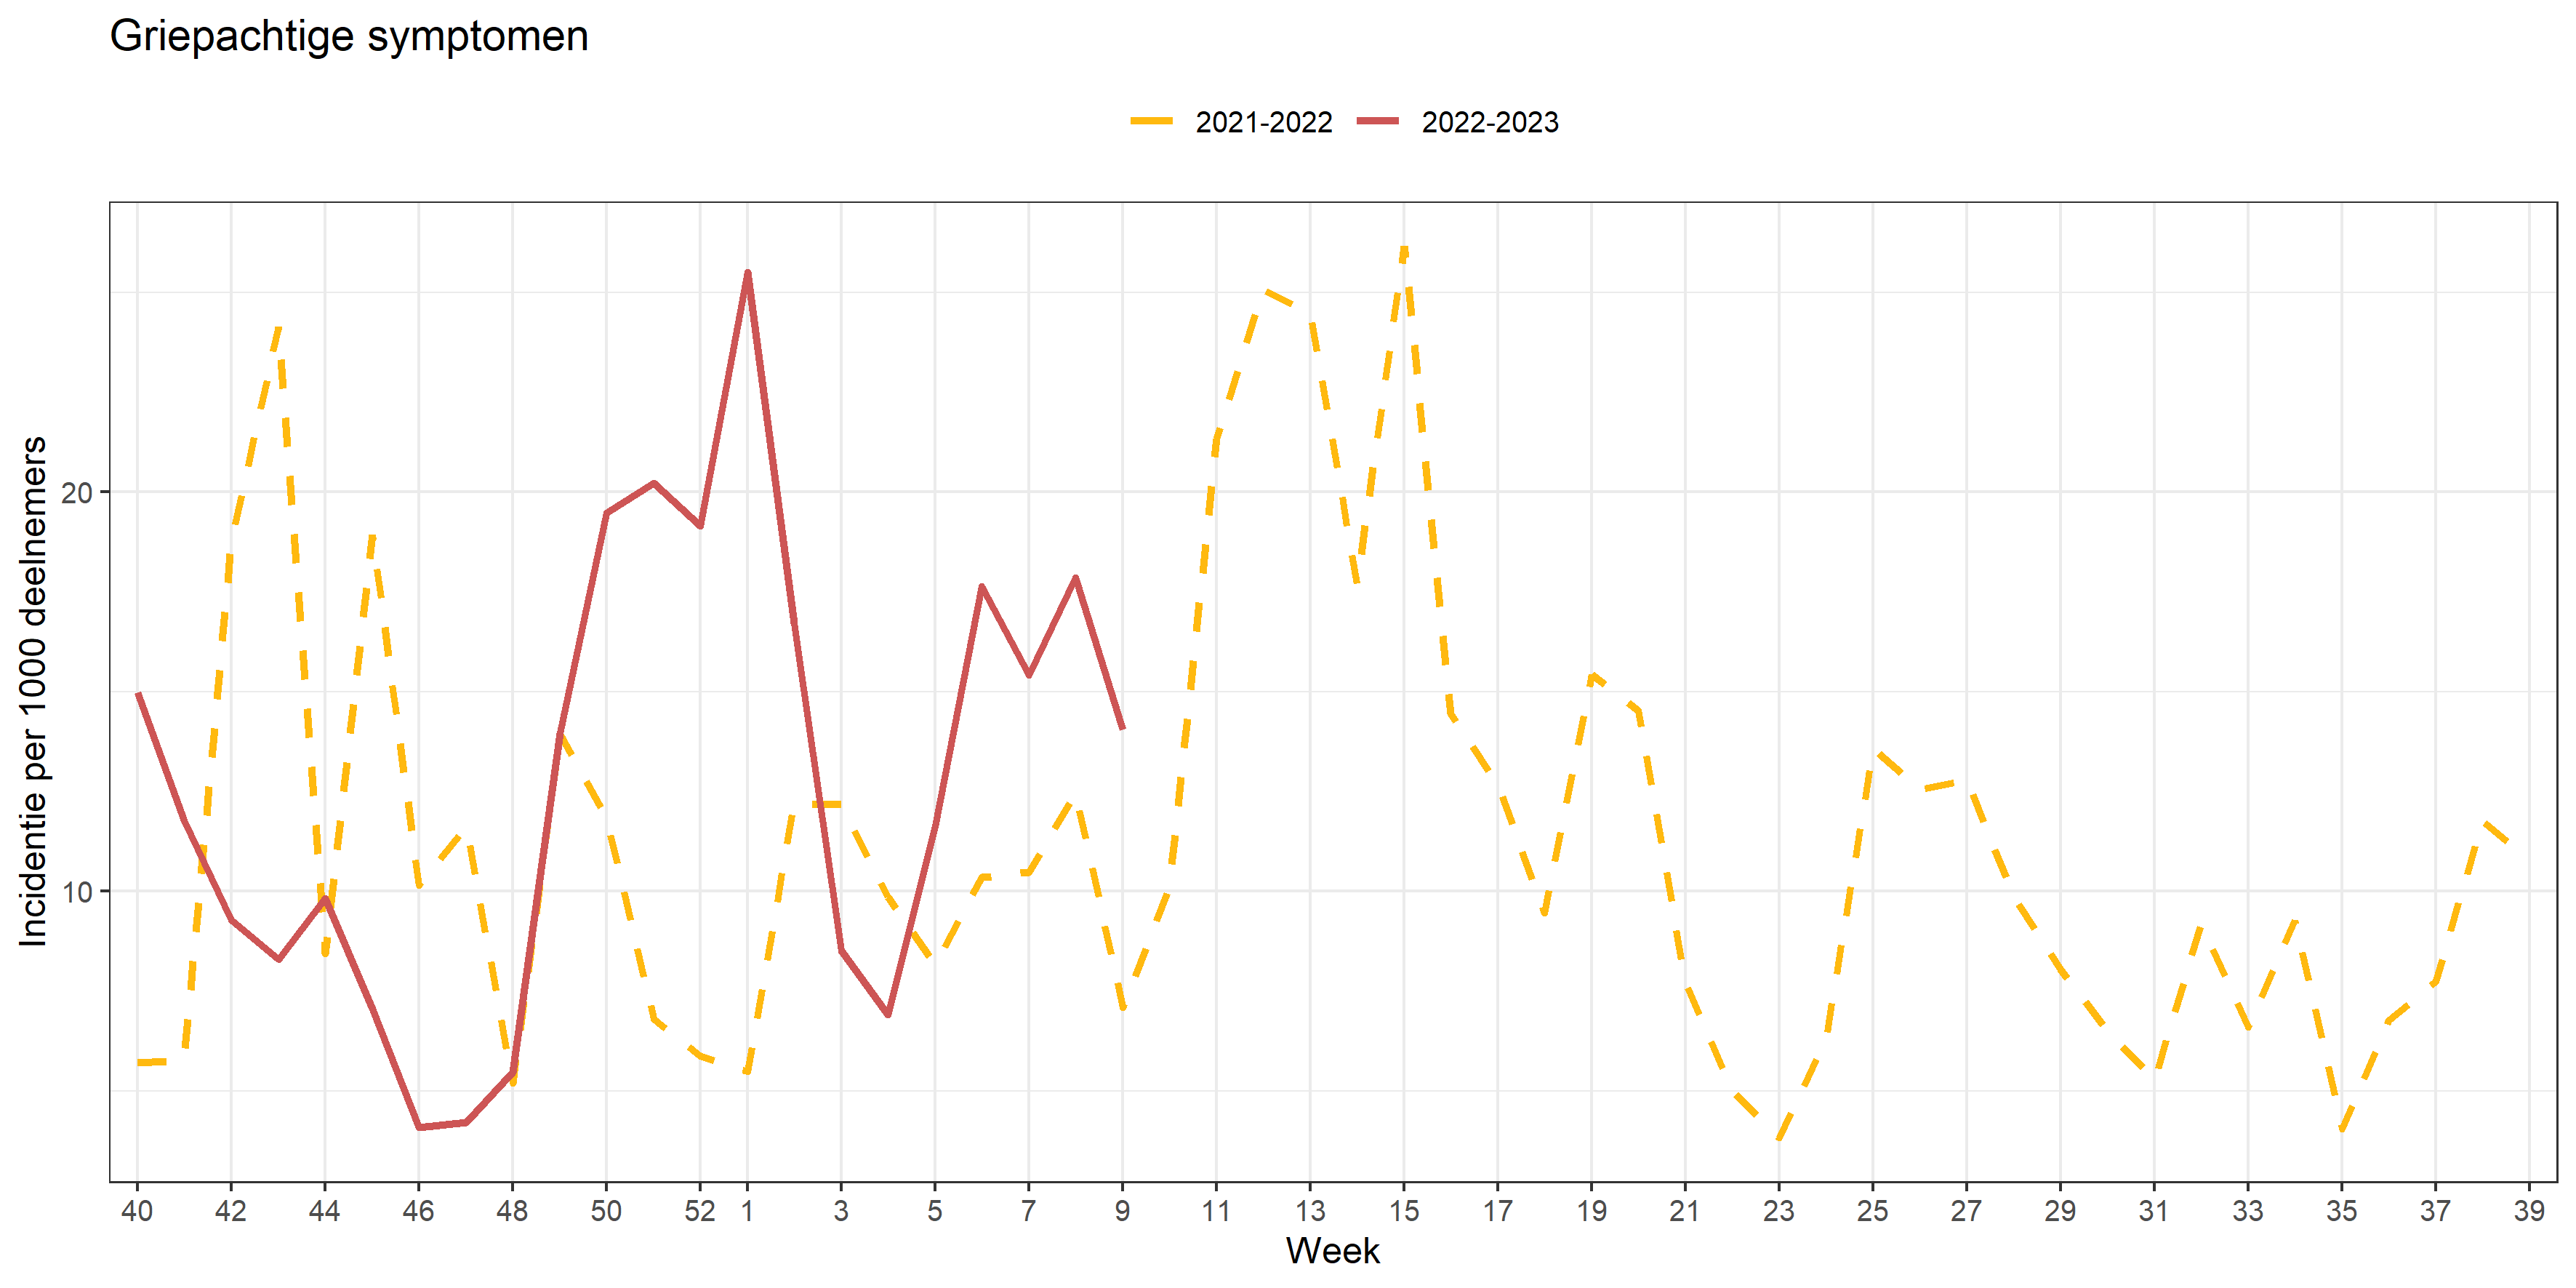 Griepachtige symptomen
2021-2022 2022-2023
Incidentie per 1000 deelnemers
20
10
40 42 44 46 48 50 52 1 3 5 7 9 11 13 15 17 19 21 23 25 27 29 31 33 35 37 39
Week